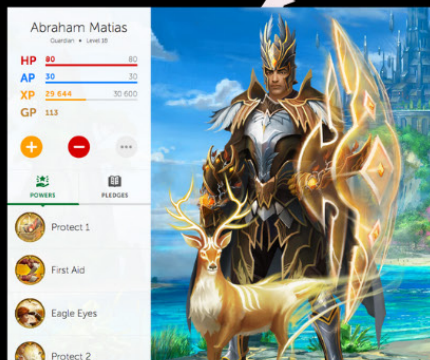 Abraham Matias
Guardian • Level 18
HP 80 80
AP 30 30
XP 29 644 30 600
GP 113
POWERS PLEDGES
Protect 1
First Aid
Eagle Eyes
Protect 2